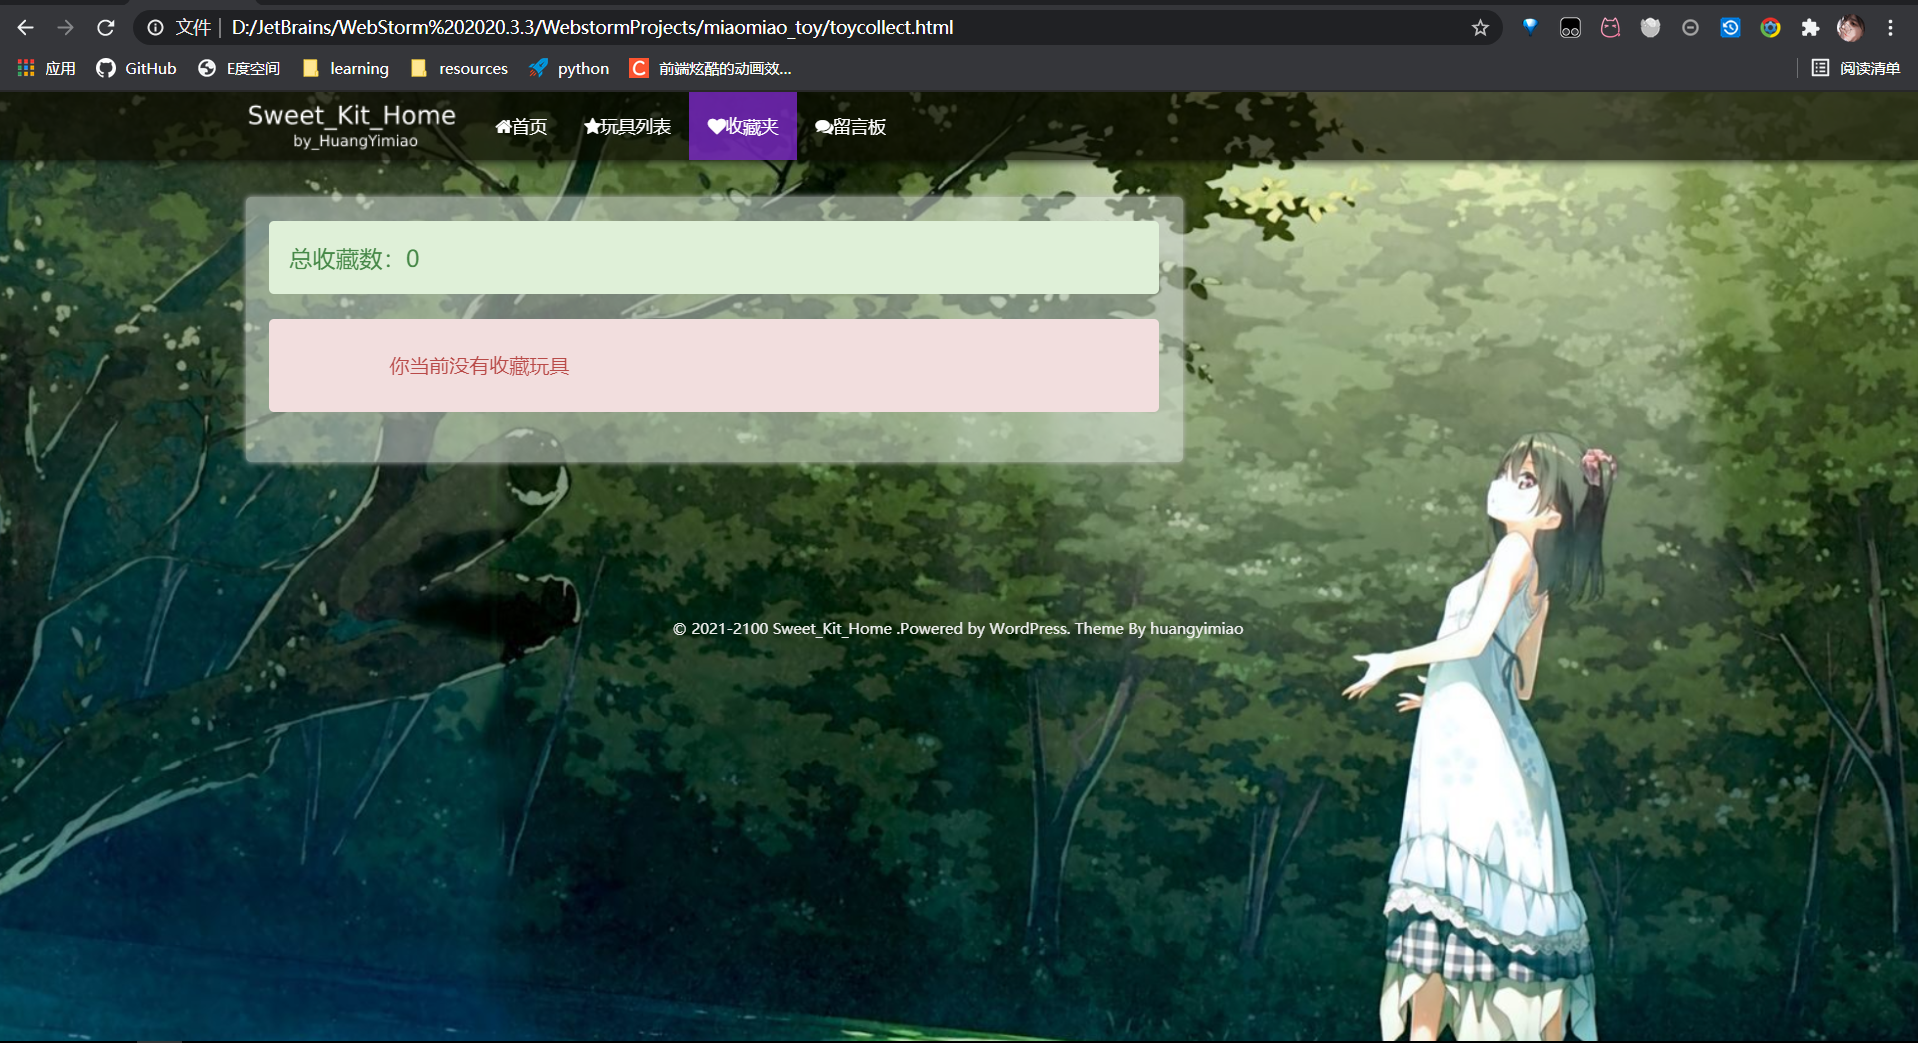 文件 D:/JetBrains/WebStorm%202020.3.3/WebstormProjects/miaomiao_toy/toycollect.html
应用 GitHub E度空间 learning resources python 前端炫酷的动画效... 阅读清单
Sweet_Kit_Home
by_HuangYimiao
首页 玩具列表 收藏夹 留言板
总收藏数：0
你当前没有收藏玩具
© 2021-2100 Sweet_Kit_Home .Powered by WordPress. Theme By huangyimiao